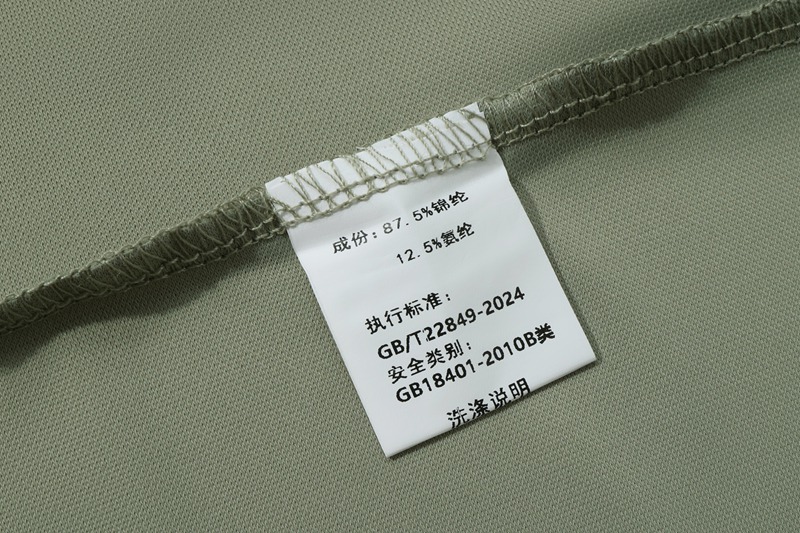 成份：87.5%锦纶
12.5%氨纶
执行标准：
GB/T22849-2024
安全类别：
GB18401-2010B类
洗涤说明